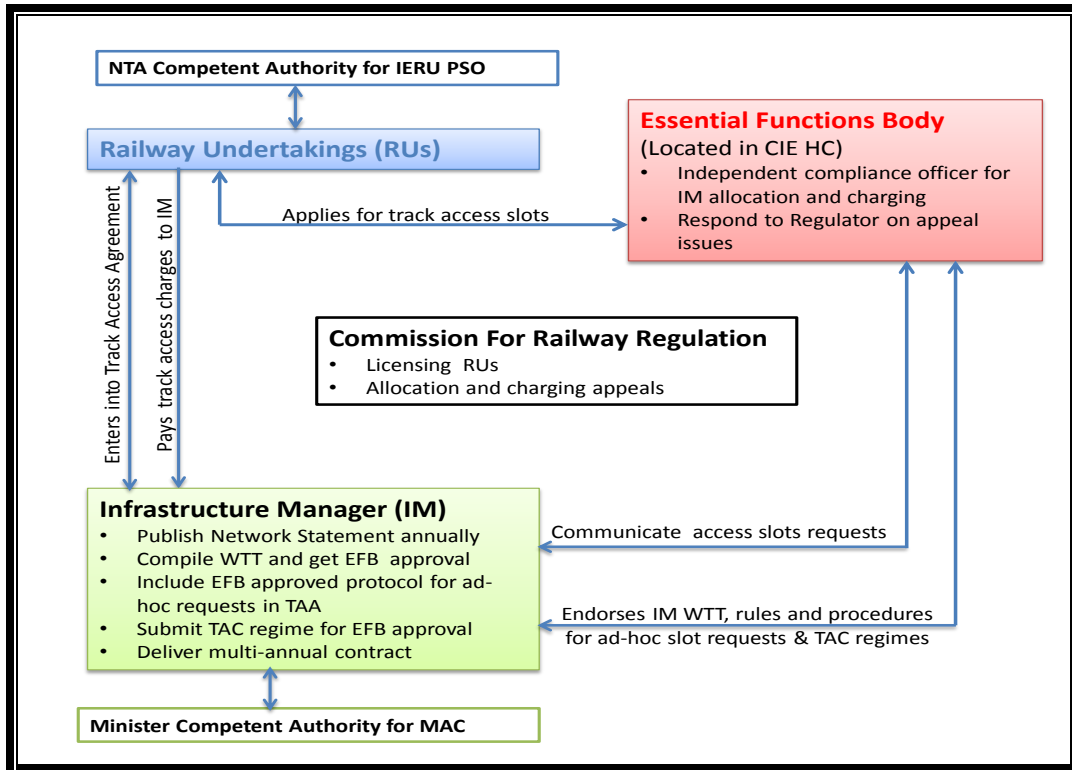 NTA Competent Authority for IERU PSO
Railway Undertakings (RUs)
Essential Functions Body
(Located in CIE HC)
• Independent compliance officer for
IM allocation and charging
• Respond to Regulator on appeal
issues
Applies for track access slots
Enters into Track Access Agreement
Pays track access charges to IM
Commission For Railway Regulation
• Licensing RUs
• Allocation and charging appeals
Infrastructure Manager (IM)
• Publish Network Statement annually
• Compile WTT and get EFB approval
• Include EFB approved protocol for ad-
hoc requests in TAA
• Submit TAC regime for EFB approval
• Deliver multi-annual contract
Communicate access slots requests
Endorses IM WTT, rules and procedures
for ad-hoc slot requests & TAC regimes
Minister Competent Authority for MAC